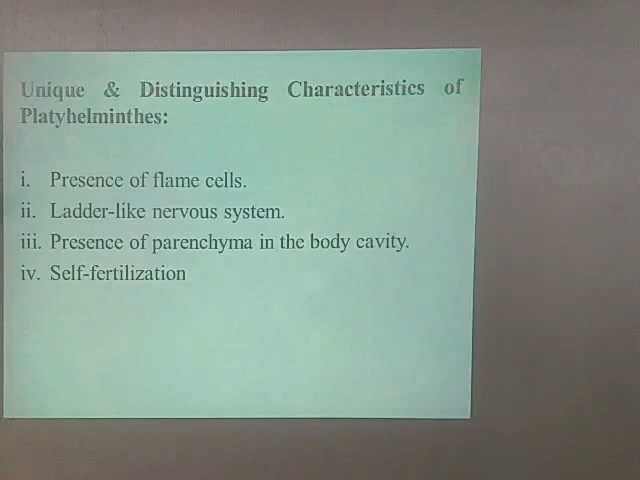 Unique & Distinguishing Characteristics of
Platyhelminthes:
i. Presence of flame cells.
ii. Ladder-like nervous system.
iii. Presence of parenchyma in the body cavity.
iv. Self-fertilization